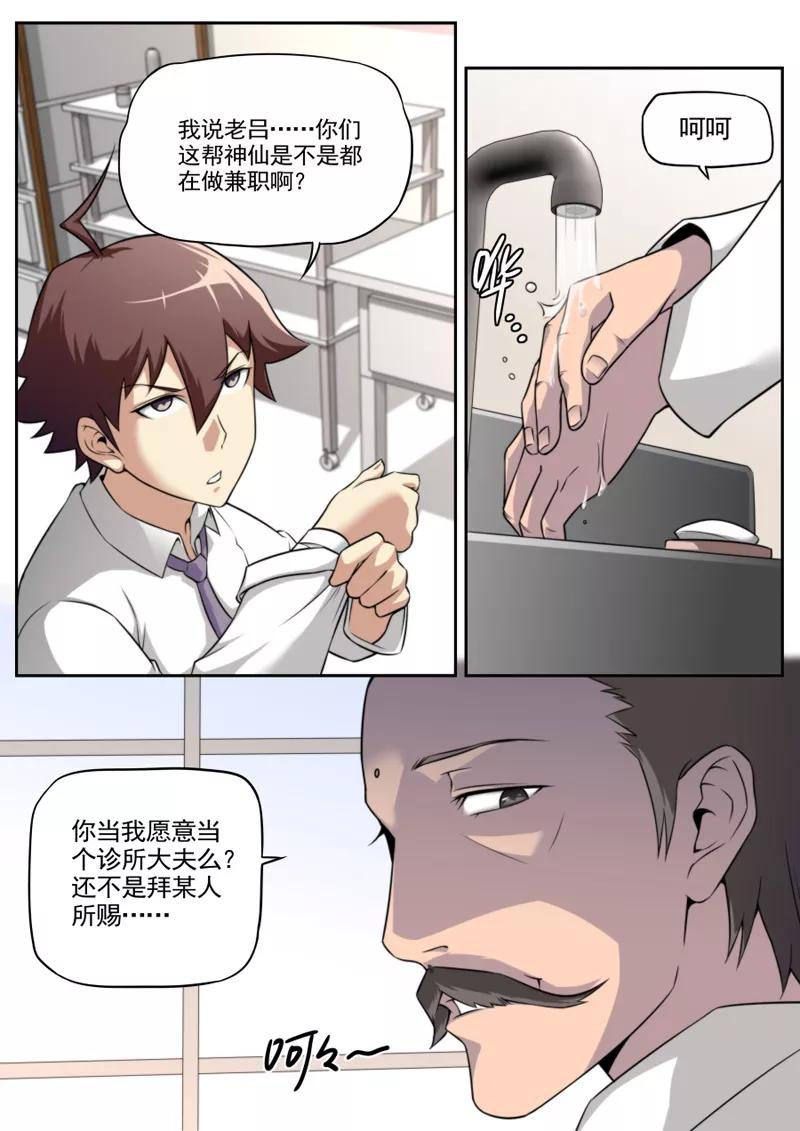 我说老吕……你们
这帮神仙是不是都
在做兼职啊？
呵呵
哗
你当我愿意当
个诊所大夫么？
还不是拜某人
所赐……
呵々～